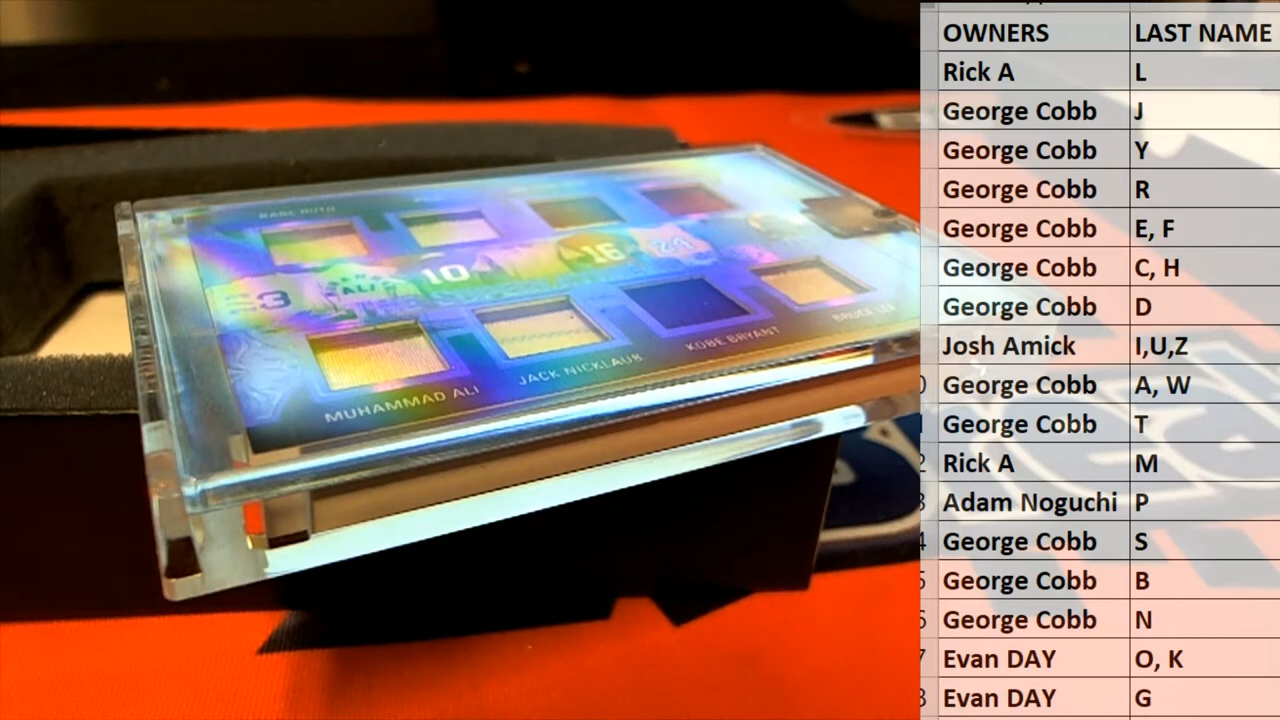 OWNERS LAST NAME
Rick A L
George Cobb J
George Cobb Y
George Cobb R
George Cobb E, F
George Cobb C, H
George Cobb D
Josh Amick I,U,Z
George Cobb A, W
George Cobb T
Rick A M
Adam Noguchi P
George Cobb S
George Cobb B
George Cobb N
Evan DAY O, K
Evan DAY G
BABE RUTH
10
16
24
MUHAMMAD ALI
JACK NICKLAUS
KOBE BRYANT
BRUCE LEE